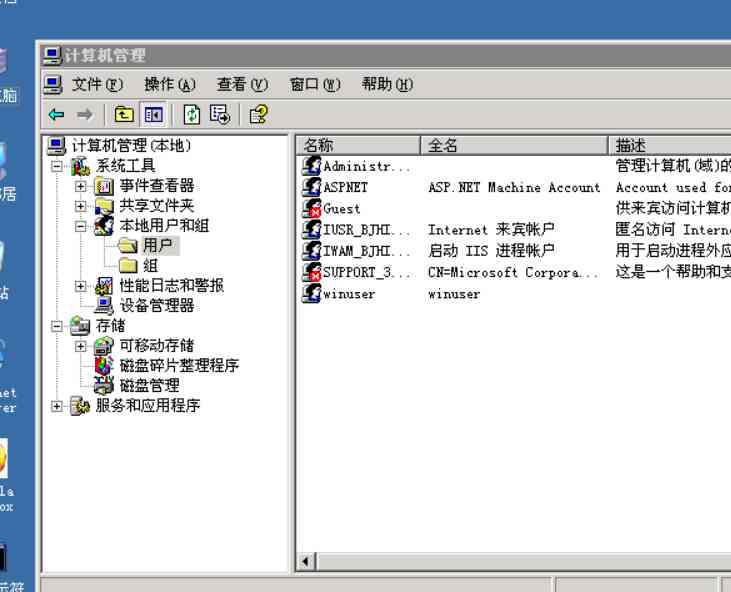 计算机管理
文件(F) 操作(A) 查看(V) 窗口(W) 帮助(H)
计算机管理(本地)
系统工具
事件查看器
共享文件夹
本地用户和组
用户
组
性能日志和警报
设备管理器
存储
可移动存储
磁盘碎片整理程序
磁盘管理
服务和应用程序
名称 全名 描述
Administr... 管理计算机(域)的
ASPNET ASP.NET Machine Account Account used for
Guest 供来宾访问计算机
IUSR_BJHI... Internet 来宾帐户 匿名访问 Interne
IWAM_BJHI... 启动 IIS 进程帐户 用于启动进程外应
SUPPORT_3... CN=Microsoft Corpora... 这是一个帮助和支
winuser winuser
脑
居
站
net
rer
la
ox
示符